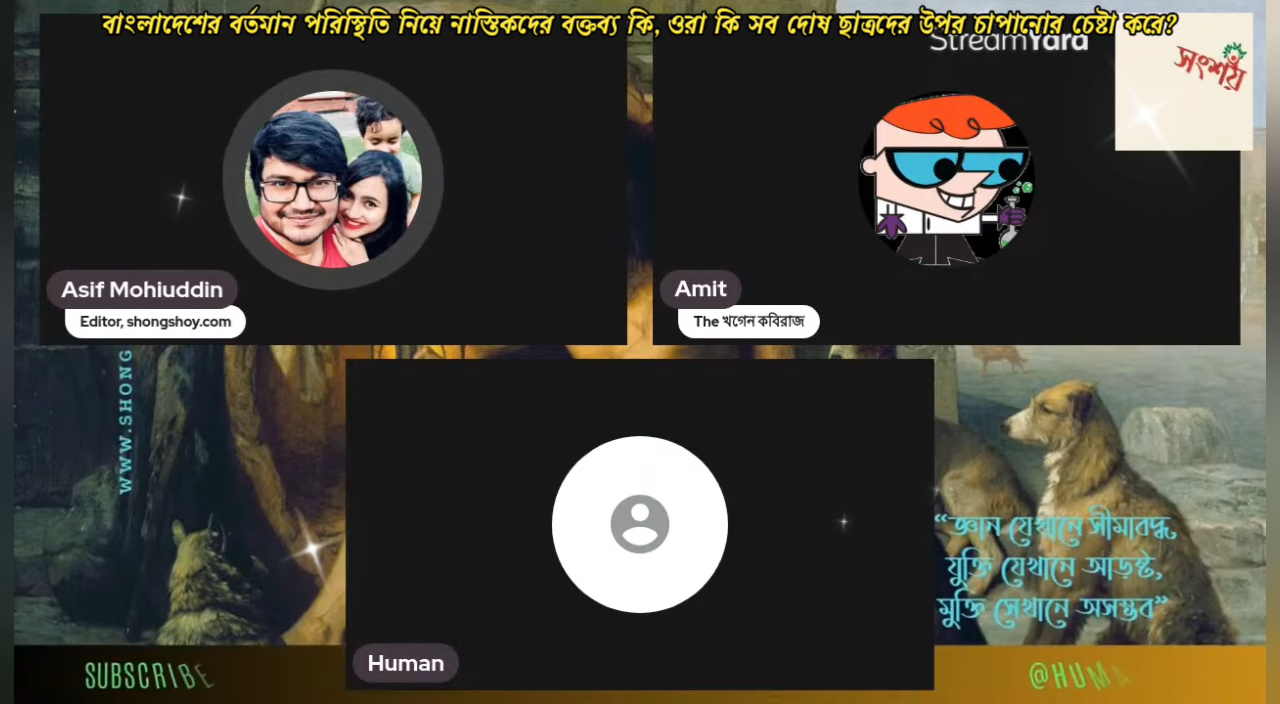 বাংলাদেশের বর্তমান পরিস্থিতি নিয়ে নাস্তিকদের বক্তব্য কি, ওরা কি সব দোষ ছাত্রদের উপর চাপানোর চেষ্টা করে?
StreamYard
সংশয়
Asif Mohiuddin
Editor, shongshoy.com
Amit
The খগেন কবিরাজ
WWW.SHONG
“জ্ঞান যেখানে সীমাবদ্ধ,
যুক্তি যেখানে আড়ষ্ট,
মুক্তি সেখানে অসম্ভব”
Human
SUBSCRIBE
@HUMA